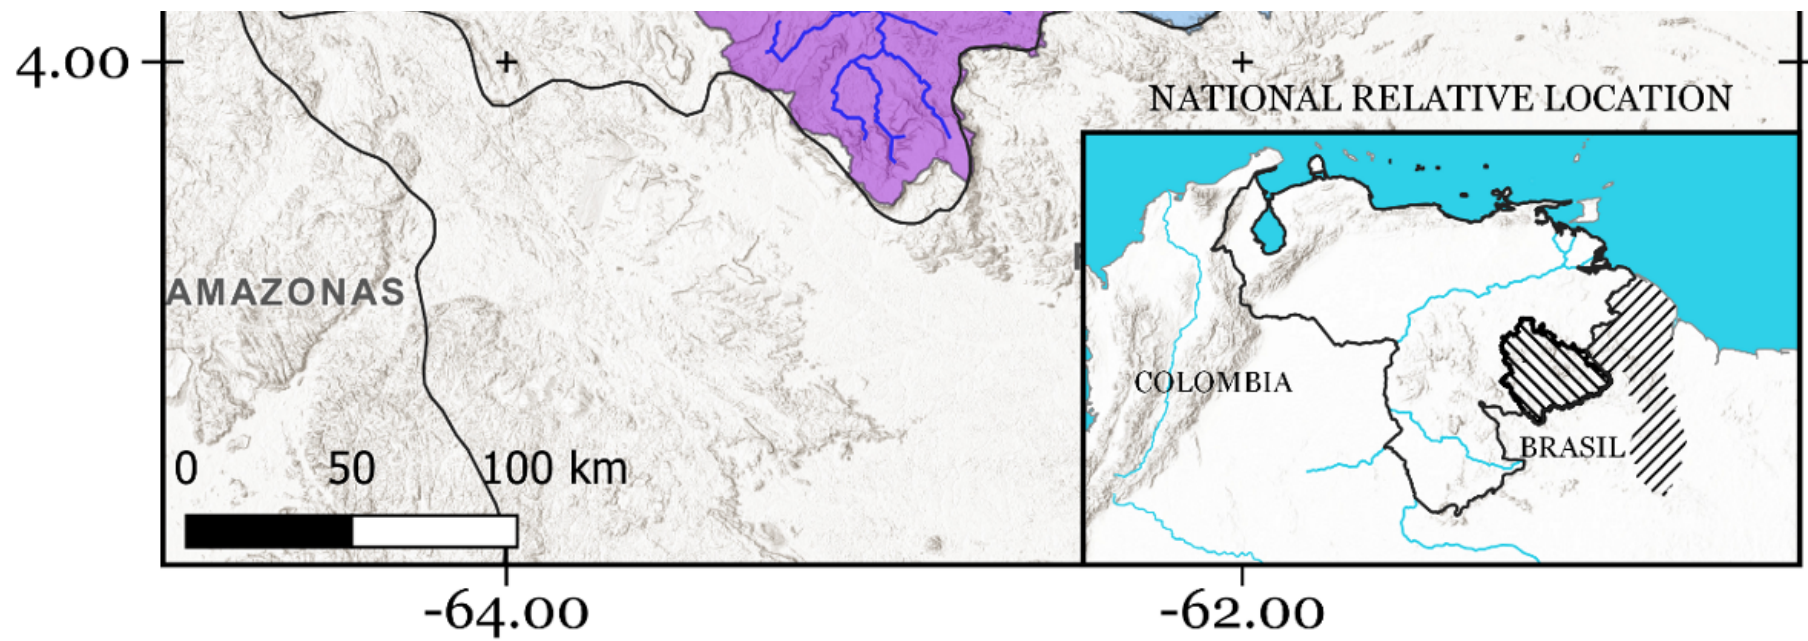 4.00
NATIONAL RELATIVE LOCATION
AMAZONAS
COLOMBIA
BRASIL
0 50 100 km
-64.00 -62.00